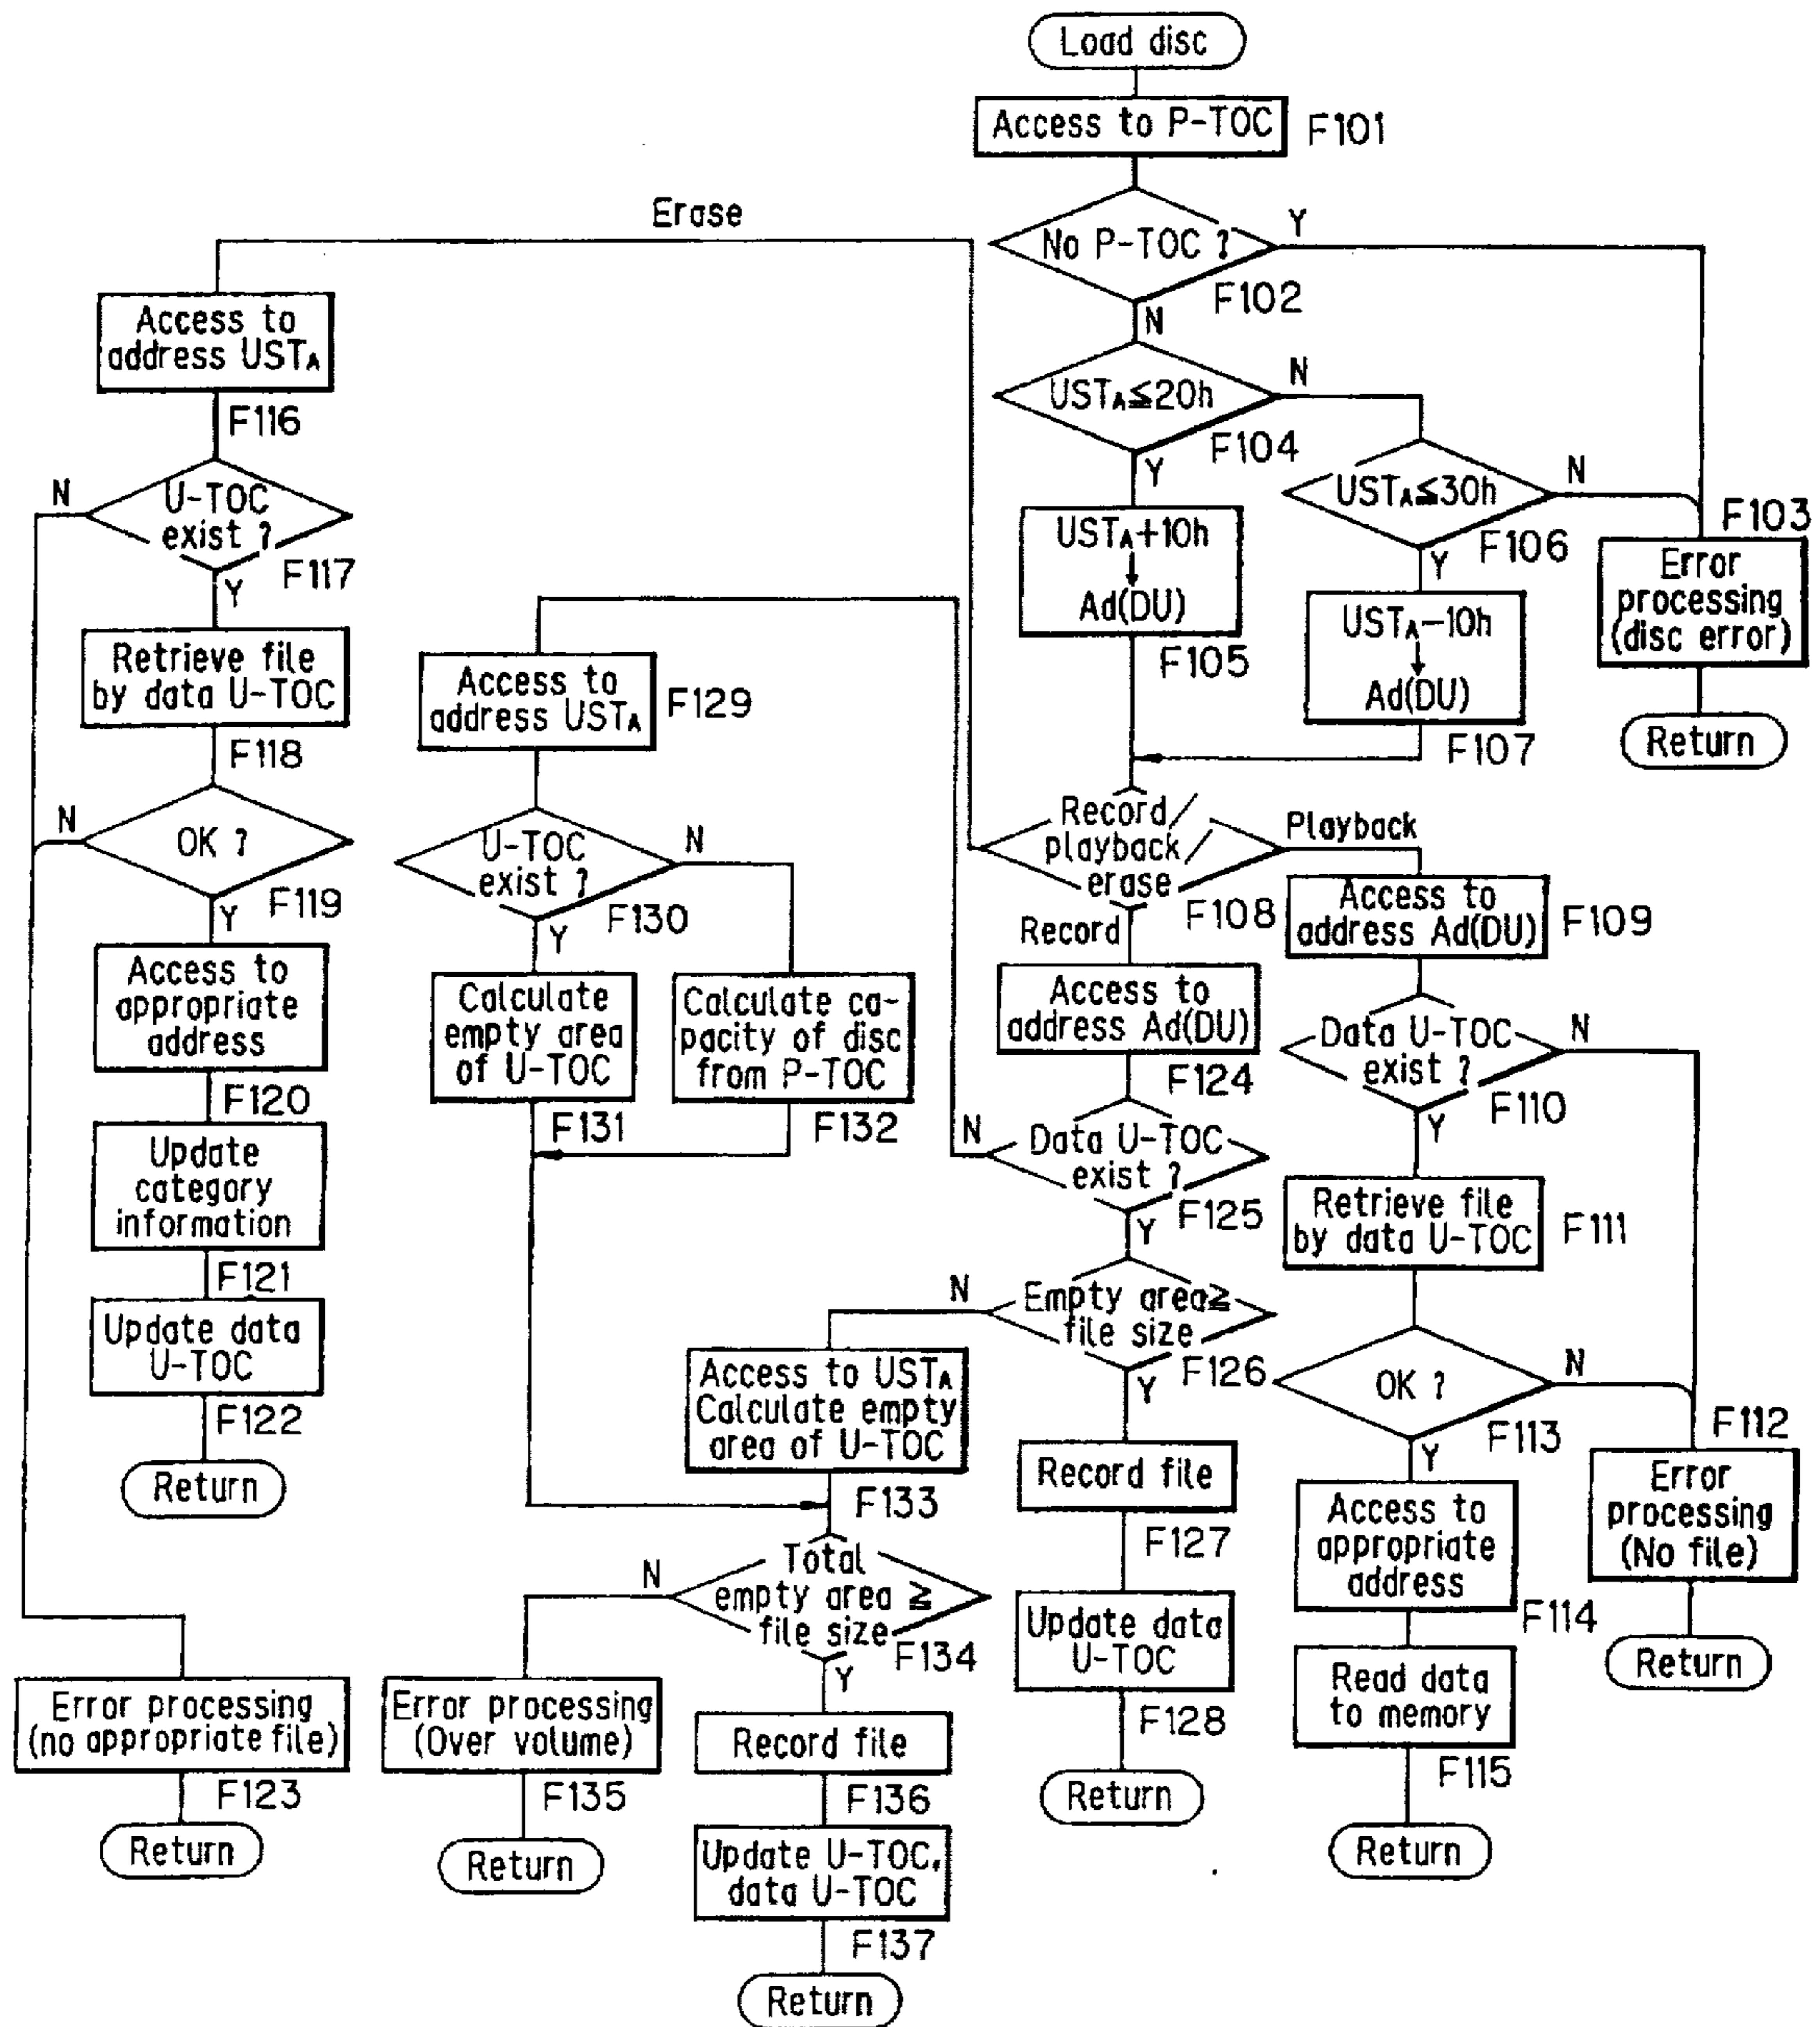 Load disc
Access to P-TOC
F101
No P-TOC ?
Y
F102
N
USTA≦20h
N
F104
Y
USTA+10h
Ad(DU)
F105
USTA≦30h
N
F106
Y
USTA−10h
Ad(DU)
F107
F103
Error
processing
(disc error)
Return
Record/
playback/
erase
F108
Erase
Playback
Record
Access to
address Ad(DU)
F109
Data U-TOC
exist ?
N
F110
Y
Retrieve file
by data U-TOC
F111
OK ?
N
F113
Y
F112
Error
processing
(No file)
Return
Access to
appropriate
address
F114
Read data
to memory
F115
Return
Access to
address USTA
F116
U-TOC
exist ?
N
F117
Y
Retrieve file
by data U-TOC
F118
OK ?
N
F119
Y
Access to
appropriate
address
F120
Update
category
information
F121
Update data
U-TOC
F122
Return
Error processing
(no appropriate file)
F123
Return
Access to
address Ad(DU)
F124
Data U-TOC
exist ?
N
F125
Y
Empty area≧
file size
N
F126
Y
Record file
F127
Update data
U-TOC
F128
Return
Access to
address USTA
F129
U-TOC
exist ?
N
F130
Y
Calculate
empty area
of U-TOC
F131
Calculate ca-
pacity of disc
from P-TOC
F132
Access to USTA
Calculate empty
area of U-TOC
F133
Total
empty area ≧
file size
N
F134
Y
Error processing
(Over volume)
F135
Return
Record file
F136
Update U-TOC,
data U-TOC
F137
Return